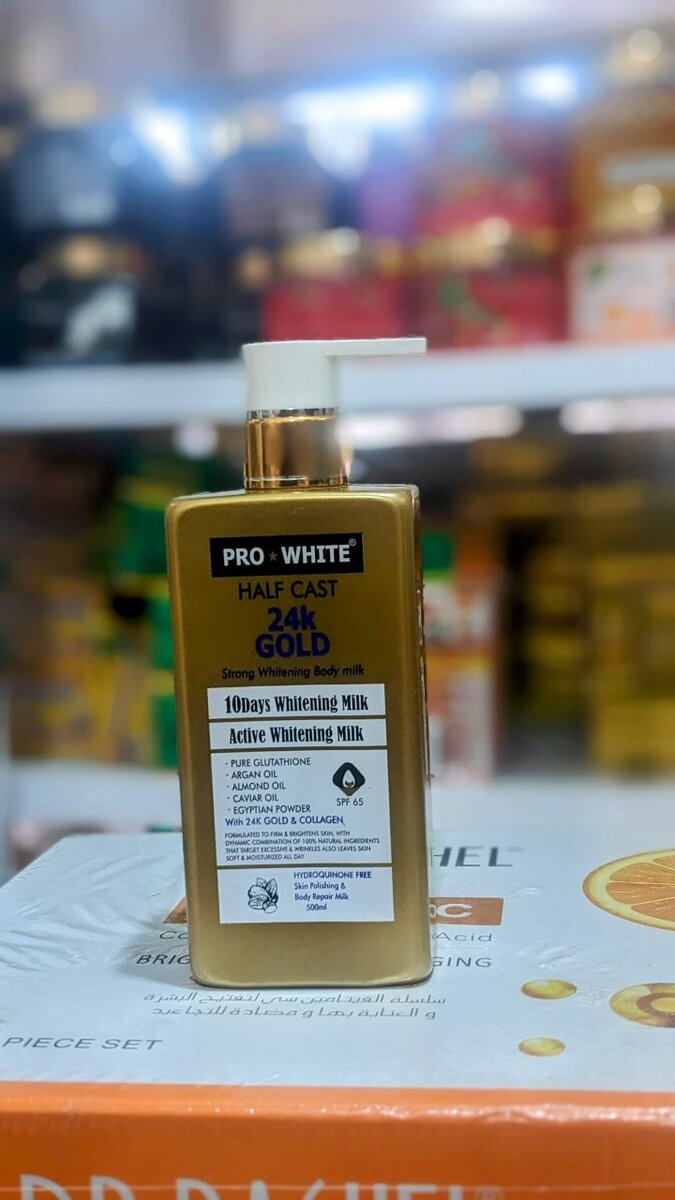 PRO★WHITE®
HALF CAST
24k
GOLD
Strong Whitening Body milk
10Days Whitening Milk
Active Whitening Milk
· PURE GLUTATHIONE
· ARGAN OIL
· ALMOND OIL
· CAVIAR OIL
· EGYPTIAN POWDER
SPF 65
With 24K GOLD & COLLAGEN
FORMULATED TO FIRM & BRIGHTENS SKIN, WITH
DYNAMIC COMBINATION OF 100% NATURAL INGREDIENTS
THAT TARGET EXCESSIVE & WRINKLES ALSO LEAVES SKIN
SOFT & MOISTURIZED ALL DAY
HYDROQUINONE FREE
Skin Polishing &
Body Repair Milk
500ml
HEL
C
Acid
BRIG
GING
سلسلة الفيتامين سي لتفتيح البشرة
و العناية بها و مضادة للتجاعيد
PIECE SET
DR.RACHEL